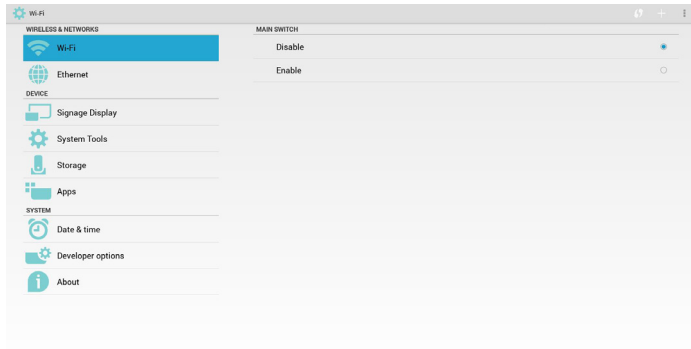 Wi-Fi
WIRELESS & NETWORKS
Wi-Fi
Ethernet
DEVICE
Signage Display
System Tools
Storage
Apps
SYSTEM
Date & time
Developer options
About
MAIN SWITCH
Disable
Enable